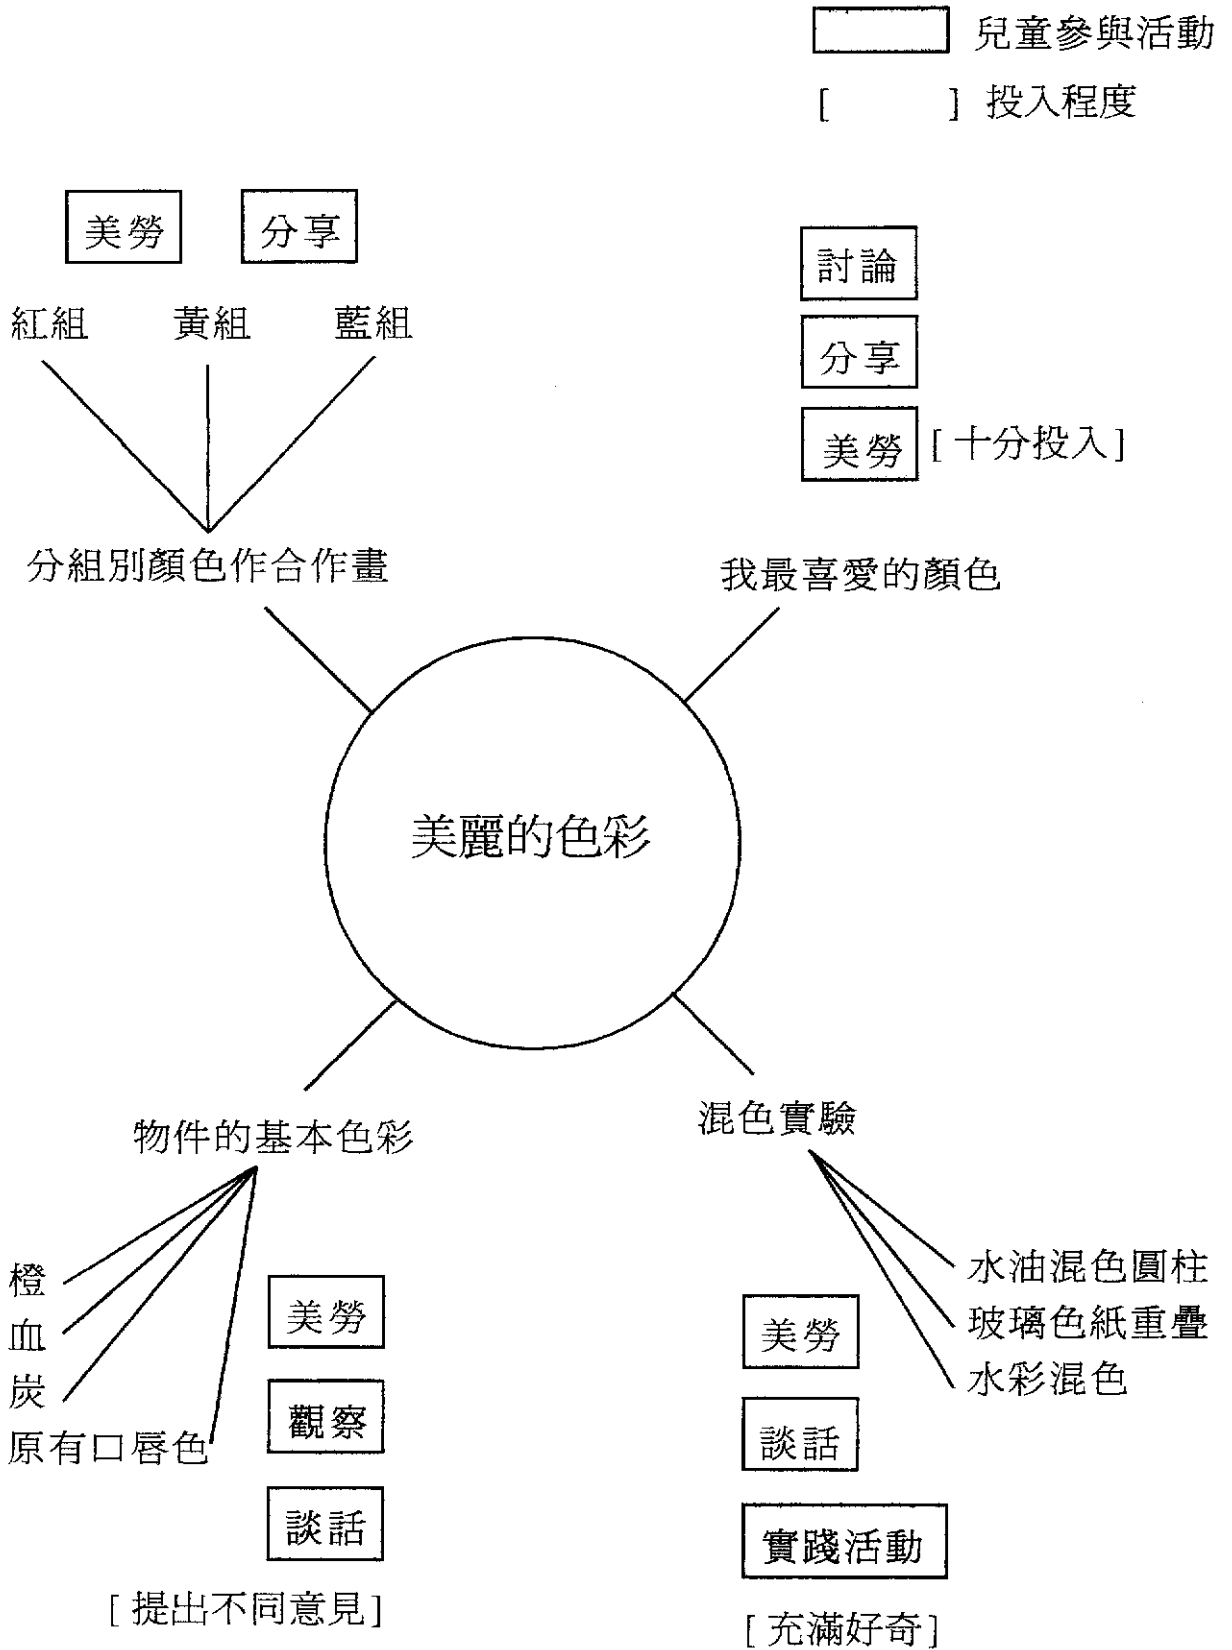 兒童參與活動
[ ] 投入程度
美勞 分享
紅組 黃組 藍組
分組別顏色作合作畫
討論
分享
美勞 [十分投入]
我最喜愛的顏色
美麗的色彩
物件的基本色彩
橙
血
炭
原有口唇色
美勞
觀察
談話
[提出不同意見]
混色實驗
水油混色圓柱
玻璃色紙重疊
水彩混色
美勞
談話
實踐活動
[充滿好奇]